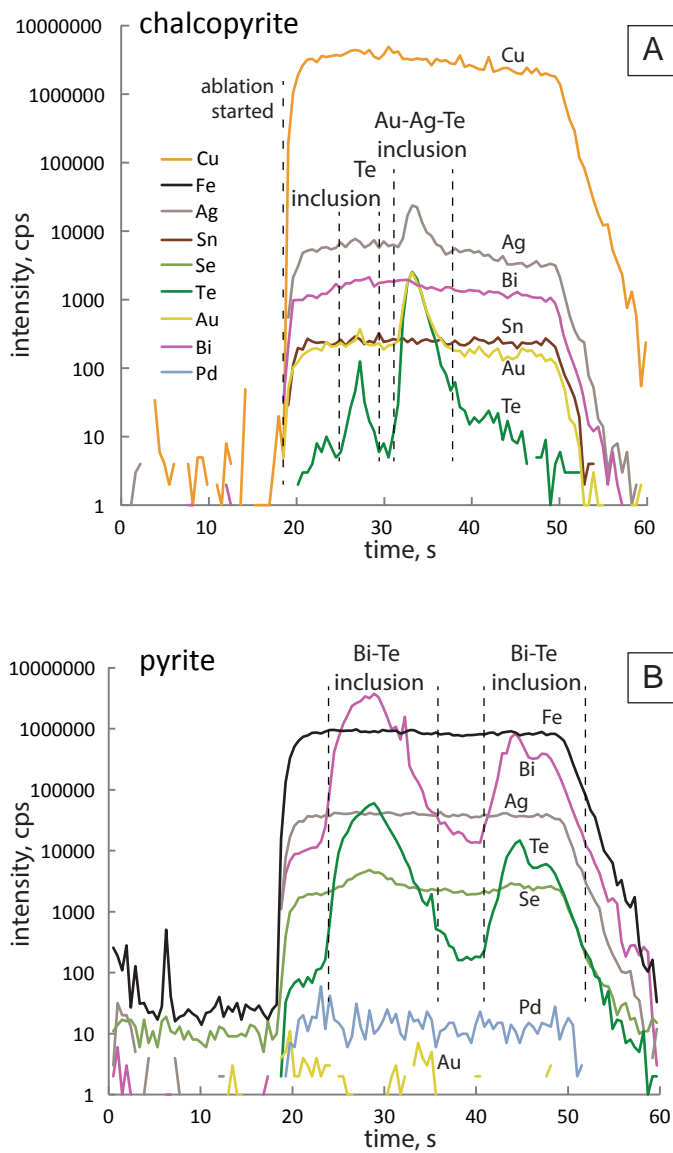 chalcopyrite
A
10000000
1000000
100000
10000
1000
100
10
1
intensity, cps
ablation
started
Cu
Fe
Ag
Sn
Se
Te
Au
Bi
Pd
Te
inclusion
Au-Ag-Te
inclusion
Cu
Ag
Bi
Sn
Au
Te
0 10 20 30 40 50 60
time, s
pyrite
B
10000000
1000000
100000
10000
1000
100
10
1
intensity, cps
Bi-Te
inclusion
Bi-Te
inclusion
Fe
Bi
Ag
Te
Se
Pd
Au
0 10 20 30 40 50 60
time, s